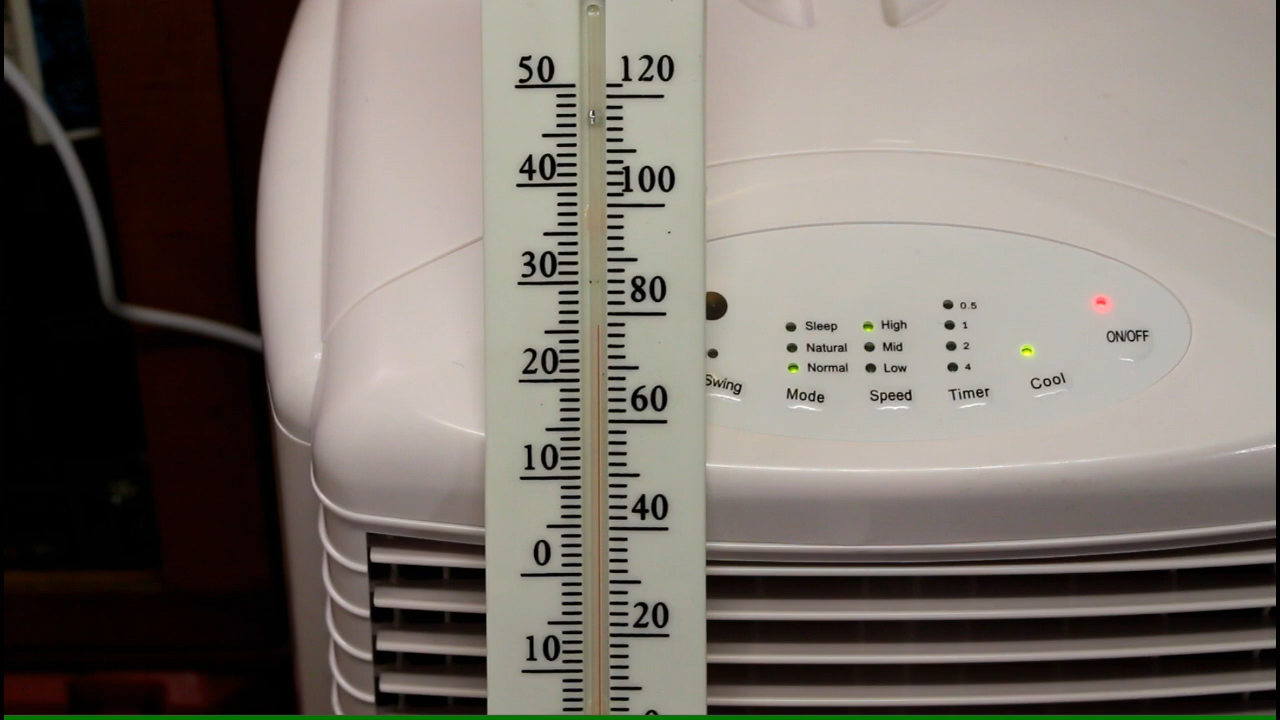 50 120
40 100
30 80
20 60
10 40
0 20
10
Swing
Sleep
Natural
Normal
Mode
High
Mid
Low
Speed
0.5
1
2
4
Timer
Cool
ON/OFF